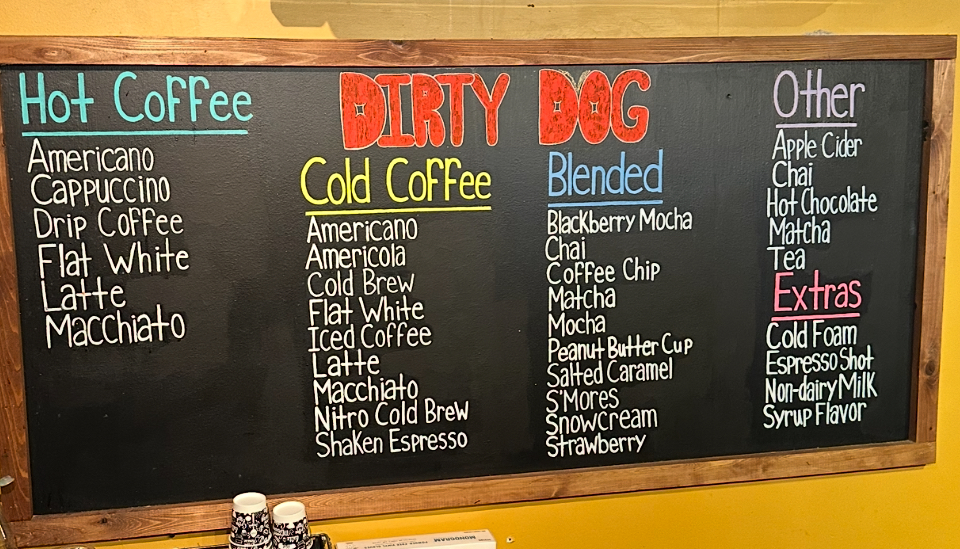 DIRTY DOG
Hot Coffee
Americano
Cappuccino
Drip Coffee
Flat White
Latte
Macchiato
Cold Coffee
Americano
Americola
Cold Brew
Flat White
Iced Coffee
Latte
Macchiato
Nitro Cold Brew
Shaken Espresso
Blended
Blackberry Mocha
Chai
Coffee Chip
Matcha
Mocha
Peanut Butter Cup
Salted Caramel
S'Mores
Snowcream
Strawberry
Other
Apple Cider
Chai
Hot Chocolate
Matcha
Tea
Extras
Cold Foam
Espresso Shot
Non-dairy Milk
Syrup Flavor
MONOGRAM